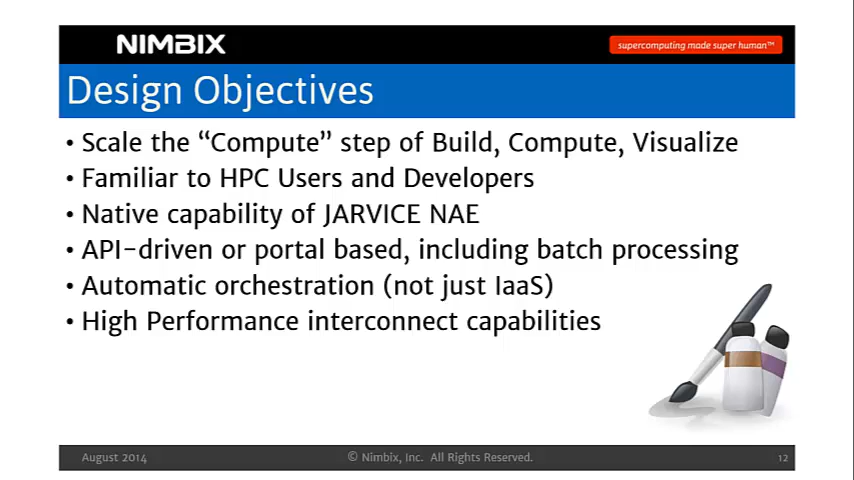 NIMBIX
supercomputing made super human™
Design Objectives
• Scale the “Compute” step of Build, Compute, Visualize
• Familiar to HPC Users and Developers
• Native capability of JARVICE NAE
• API-driven or portal based, including batch processing
• Automatic orchestration (not just IaaS)
• High Performance interconnect capabilities
August 2014
© Nimbix, Inc. All Rights Reserved.
12